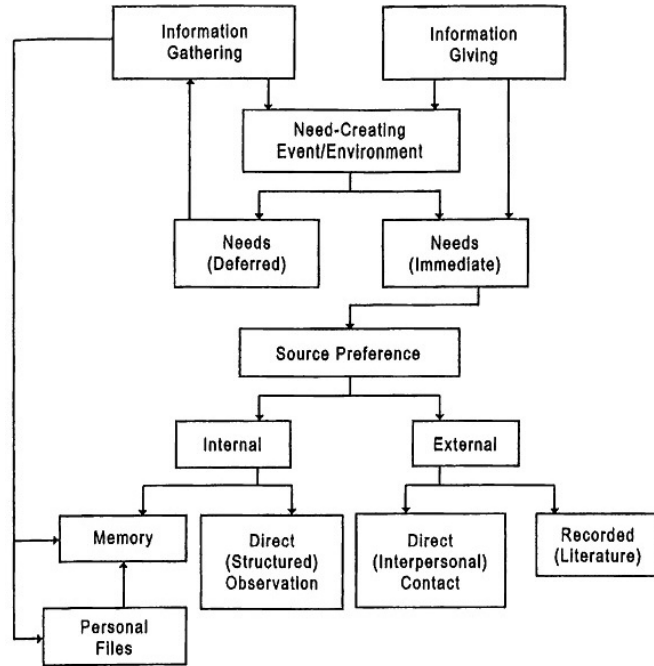 Information
Gathering
Information
Giving
Need-Creating
Event/Environment
Needs
(Deferred)
Needs
(Immediate)
Source Preference
Internal
External
Memory
Direct
(Structured)
Observation
Direct
(Interpersonal)
Contact
Recorded
(Literature)
Personal
Files